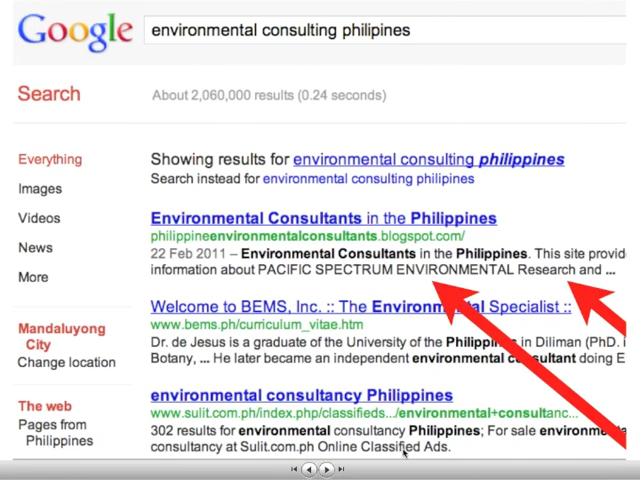 Google
environmental consulting philipines
Search
About 2,060,000 results (0.24 seconds)
Everything
Images
Videos
News
More
Mandaluyong
City
Change location
The web
Pages from
Philippines
Showing results for environmental consulting philippines
Search instead for environmental consulting philipines
Environmental Consultants in the Philippines
philippineenvironmentalconsultants.blogspot.com/
22 Feb 2011 – Environmental Consultants in the Philippines. This site provide
information about PACIFIC SPECTRUM ENVIRONMENTAL Research and ...
Welcome to BEMS, Inc. :: The Environmental Specialist ::
www.bems.ph/curriculum_vitae.htm
Dr. de Jesus is a graduate of the University of the Philippines in Diliman (PhD. i
Botany, ... He later became an independent environmental consultant doing E
environmental consultancy Philippines
www.sulit.com.ph/index.php/classifieds.../environmental+consultanc...
302 results for environmental consultancy Philippines; For sale environme
consultancy at Sulit.com.ph Online Classified Ads.